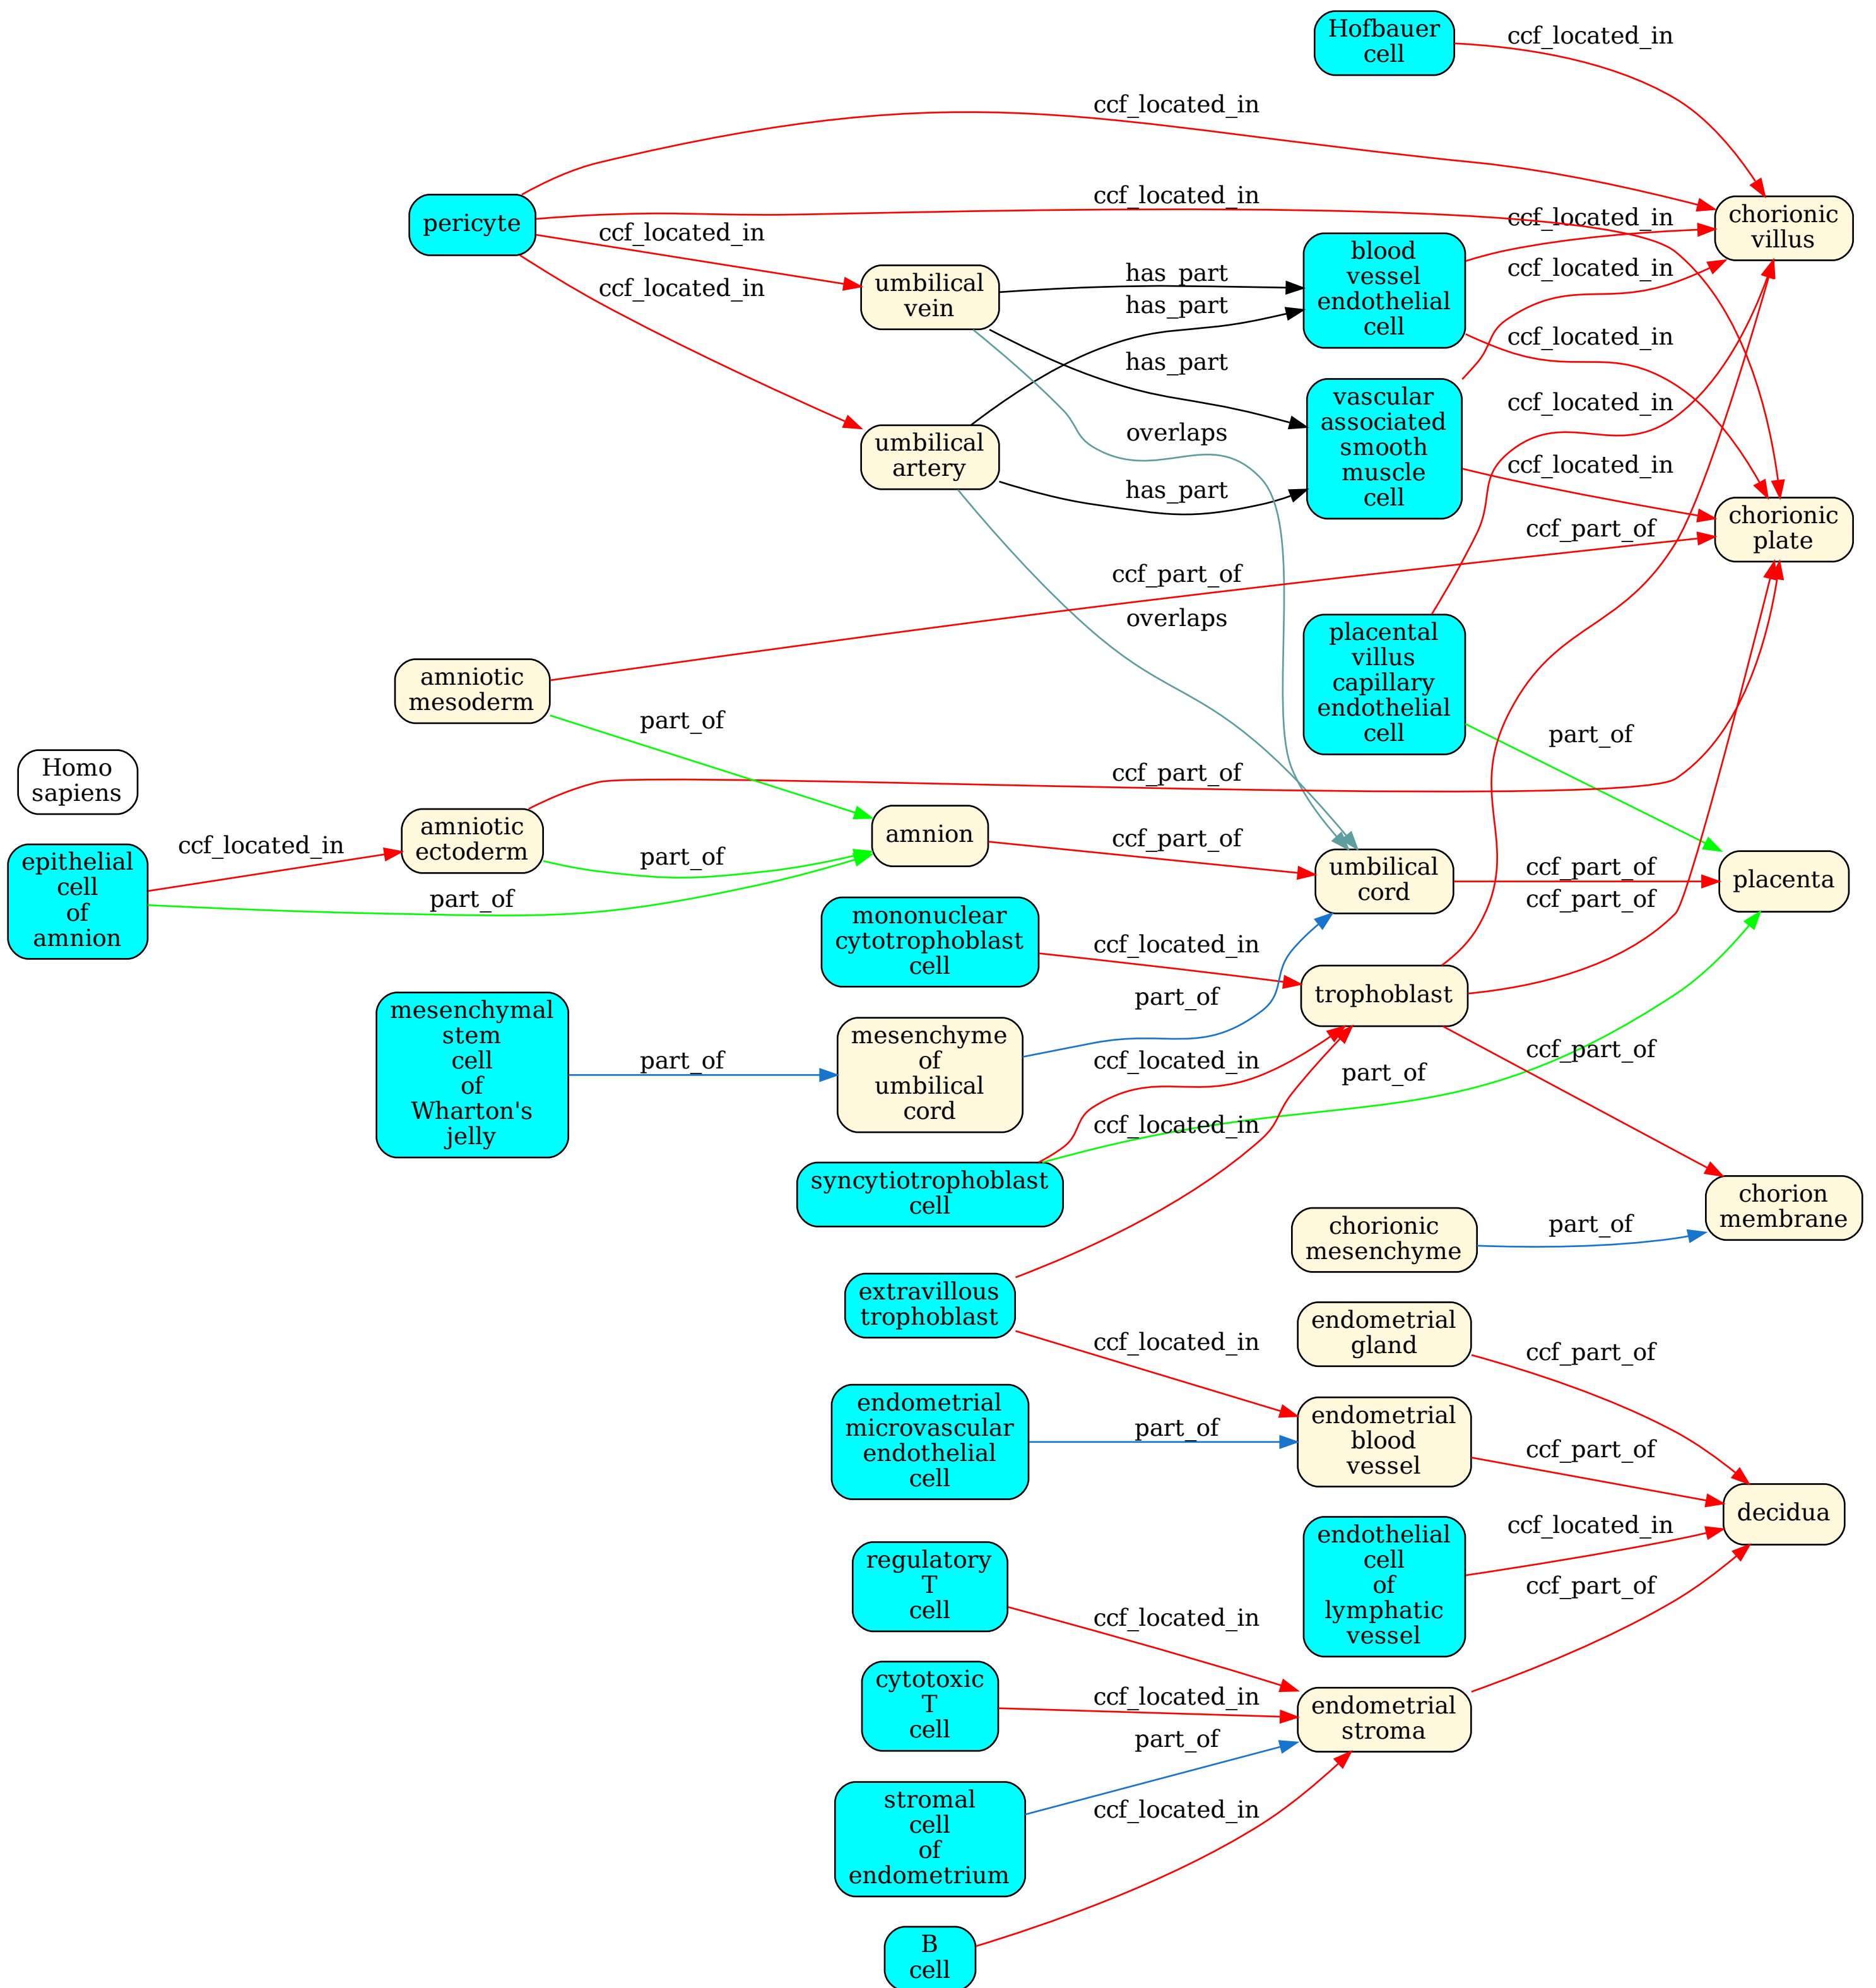 Hofbauer
cell
ccf_located_in
ccf_located_in
pericyte
ccf_located_in
ccf_located_in
ccf_located_in
chorionic
villus
ccf_located_in
ccf_located_in
umbilical
vein
has_part
has_part
blood
vessel
endothelial
cell
ccf_located_in
ccf_located_in
has_part
overlaps
umbilical
artery
has_part
vascular
associated
smooth
muscle
cell
ccf_located_in
ccf_located_in
chorionic
plate
ccf_part_of
ccf_part_of
overlaps
placental
villus
capillary
endothelial
cell
amniotic
mesoderm
part_of
part_of
Homo
sapiens
ccf_part_of
epithelial
cell
of
amnion
ccf_located_in
part_of
amniotic
ectoderm
part_of
amnion
ccf_part_of
umbilical
cord
ccf_part_of
ccf_part_of
placenta
mononuclear
cytotrophoblast
cell
ccf_located_in
part_of
trophoblast
mesenchymal
stem
cell
of
Wharton's
jelly
part_of
mesenchyme
of
umbilical
cord
ccf_located_in
ccf_located_in
part_of
ccf_part_of
syncytiotrophoblast
cell
chorionic
mesenchyme
part_of
chorion
membrane
extravillous
trophoblast
ccf_located_in
endometrial
gland
ccf_part_of
endometrial
microvascular
endothelial
cell
part_of
endometrial
blood
vessel
ccf_part_of
decidua
regulatory
T
cell
ccf_located_in
endothelial
cell
of
lymphatic
vessel
ccf_located_in
ccf_part_of
cytotoxic
T
cell
ccf_located_in
part_of
endometrial
stroma
stromal
cell
of
endometrium
ccf_located_in
B
cell